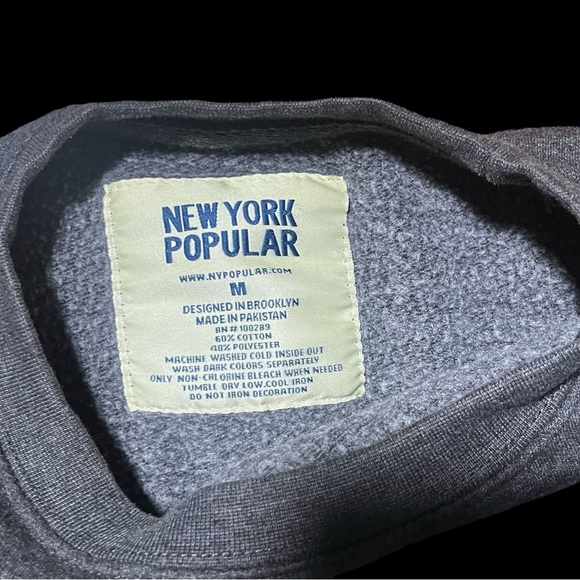 NEW YORK
POPULAR
WWW.NYPOPULAR.COM
M
DESIGNED IN BROOKLYN
MADE IN PAKISTAN
RN # 100289
60% COTTON
40% POLYESTER
MACHINE WASHED COLD INSIDE OUT
WASH DARK COLORS SEPARATELY
ONLY NON-CHLORINE BLEACH WHEN NEEDED
TUMBLE DRY LOW.COOL IRON
DO NOT IRON DECORATION